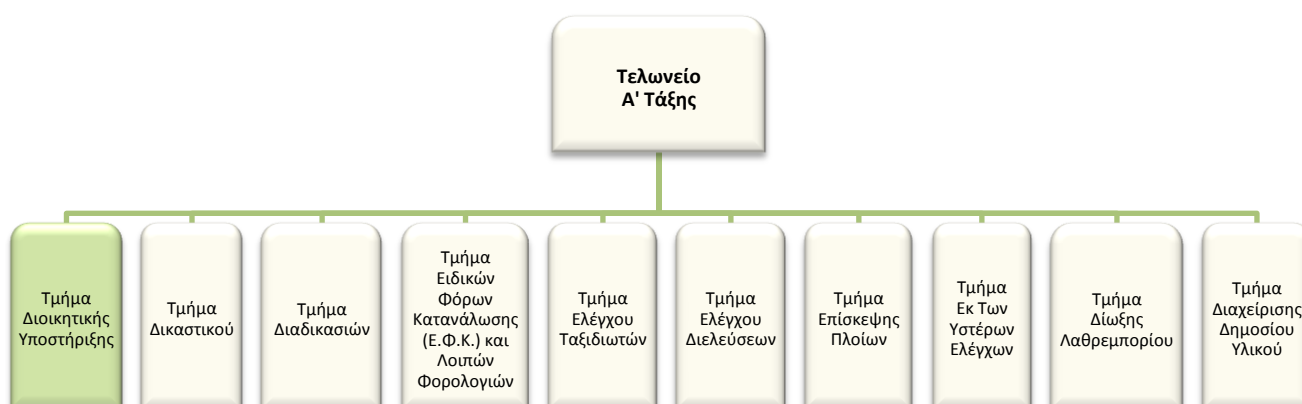 Τελωνείο
Α' Τάξης
Τμήμα
Διοικητικής
Υποστήριξης
Τμήμα
Δικαστικού
Τμήμα
Διαδικασιών
Τμήμα
Ειδικών
Φόρων
Κατανάλωσης
(Ε.Φ.Κ.) και
Λοιπών
Φορολογιών
Τμήμα
Ελέγχου
Ταξιδιωτών
Τμήμα
Ελέγχου
Διελεύσεων
Τμήμα
Επίσκεψης
Πλοίων
Τμήμα
Εκ Των
Υστέρων
Ελέγχων
Τμήμα
Δίωξης
Λαθρεμπορίου
Τμήμα
Διαχείρισης
Δημοσίου
Υλικού